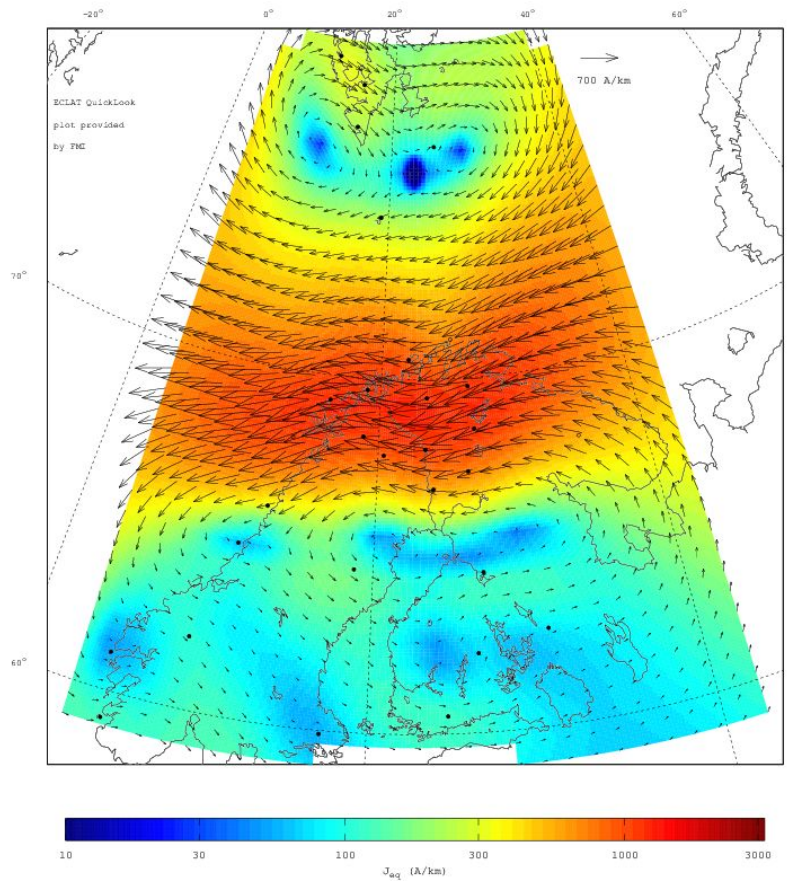 -20° 0° 20° 40° 60°
700 A/km
ECLAT QuickLook
plot provided
by FMI
70°
60°
10 30 100 300 1000 3000
J_eq (A/km)